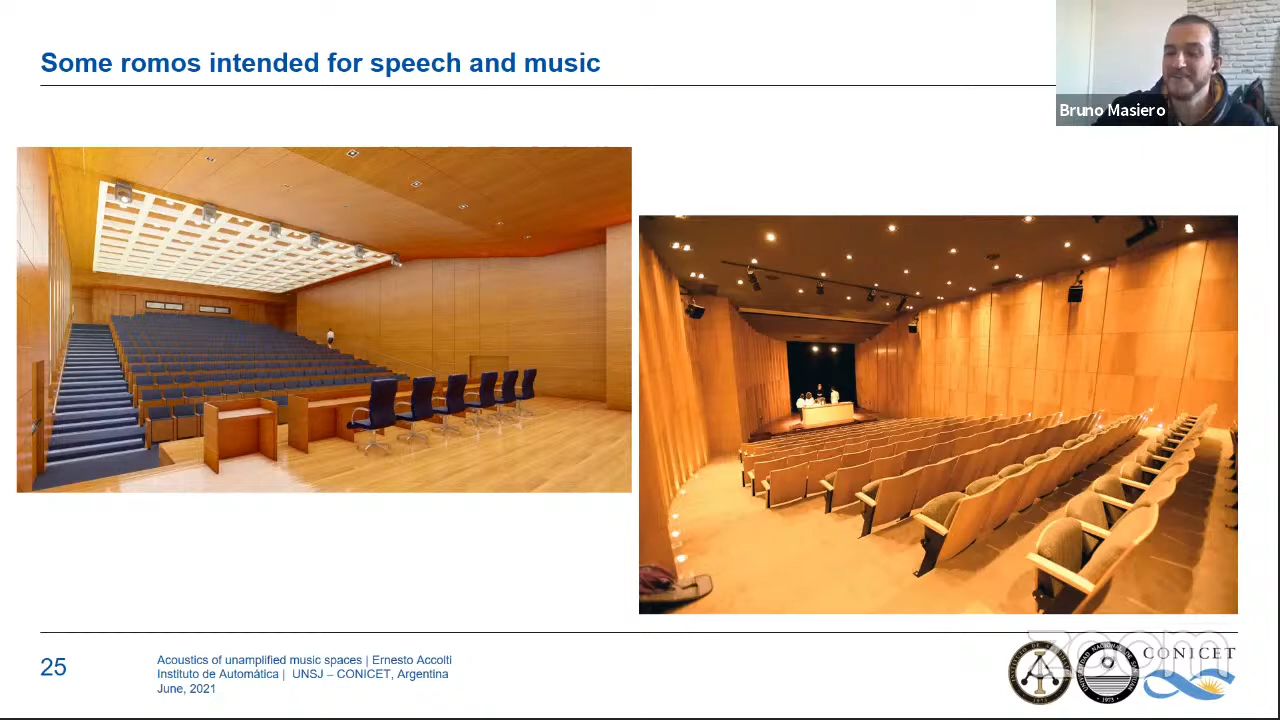 Some romos intended for speech and music
Bruno Masiero
25
Acoustics of unamplified music spaces | Ernesto Accolti
Instituto de Automática | UNSJ – CONICET, Argentina
June, 2021
zoom
CONICET